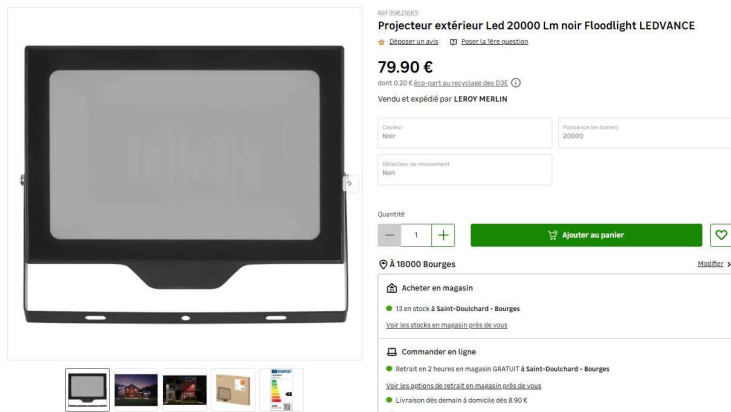 Réf 89621665
Projecteur extérieur Led 20000 Lm noir Floodlight LEDVANCE
Déposer un avis
Poser la 1ère question
79.90 €
dont 0.20 € éco-part au recyclage des D3E
Vendu et expédié par LEROY MERLIN
Couleur
Noir
Puissance (en lumen)
20000
Détecteur de mouvement
Non
Quantité
1
Ajouter au panier
À 18000 Bourges
Modifier
Acheter en magasin
13 en stock à Saint-Doulchard - Bourges
Voir les stocks en magasin près de vous
Commander en ligne
Retrait en 2 heures en magasin GRATUIT à Saint-Doulchard - Bourges
Voir les options de retrait en magasin près de vous
Livraison dès demain à domicile dès 8.90 €